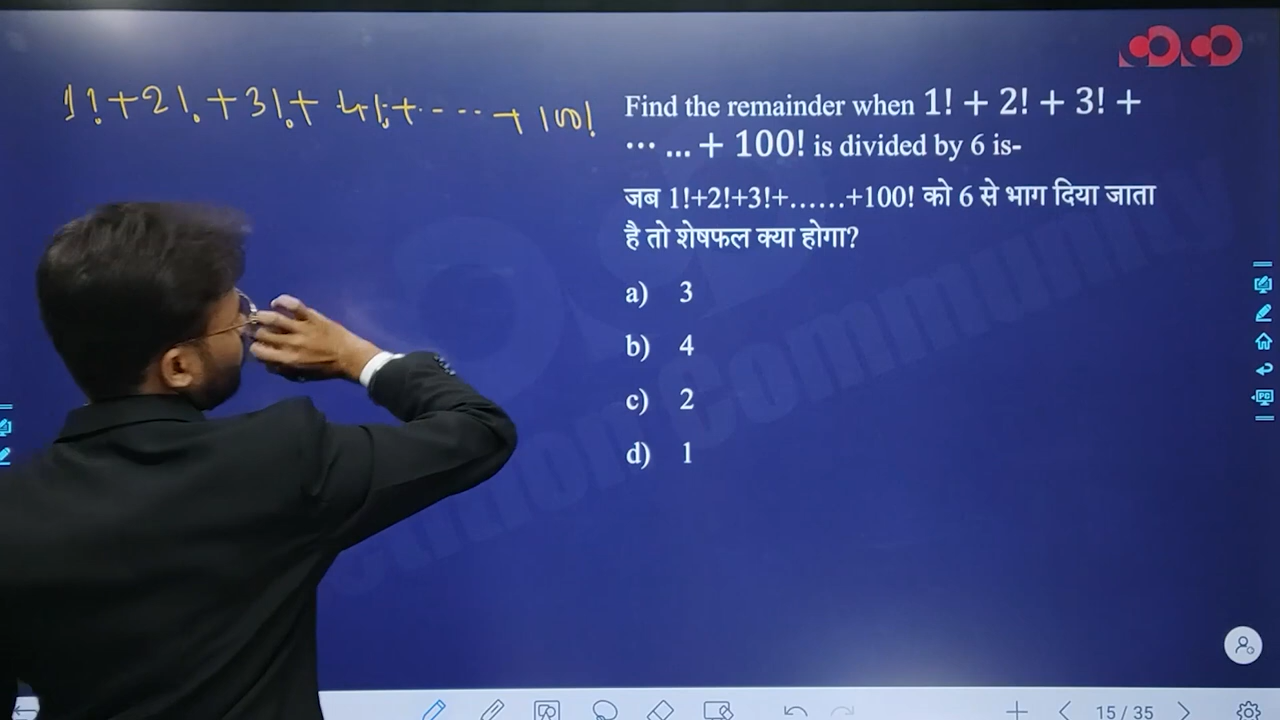 1! + 2! + 3! + 4! + ---- + 100!
Find the remainder when 1! + 2! + 3! +
⋯ ... + 100! is divided by 6 is-
जब 1!+2!+3!+......+100! को 6 से भाग दिया जाता
है तो शेषफल क्या होगा?
a) 3
b) 4
c) 2
d) 1
15 / 35